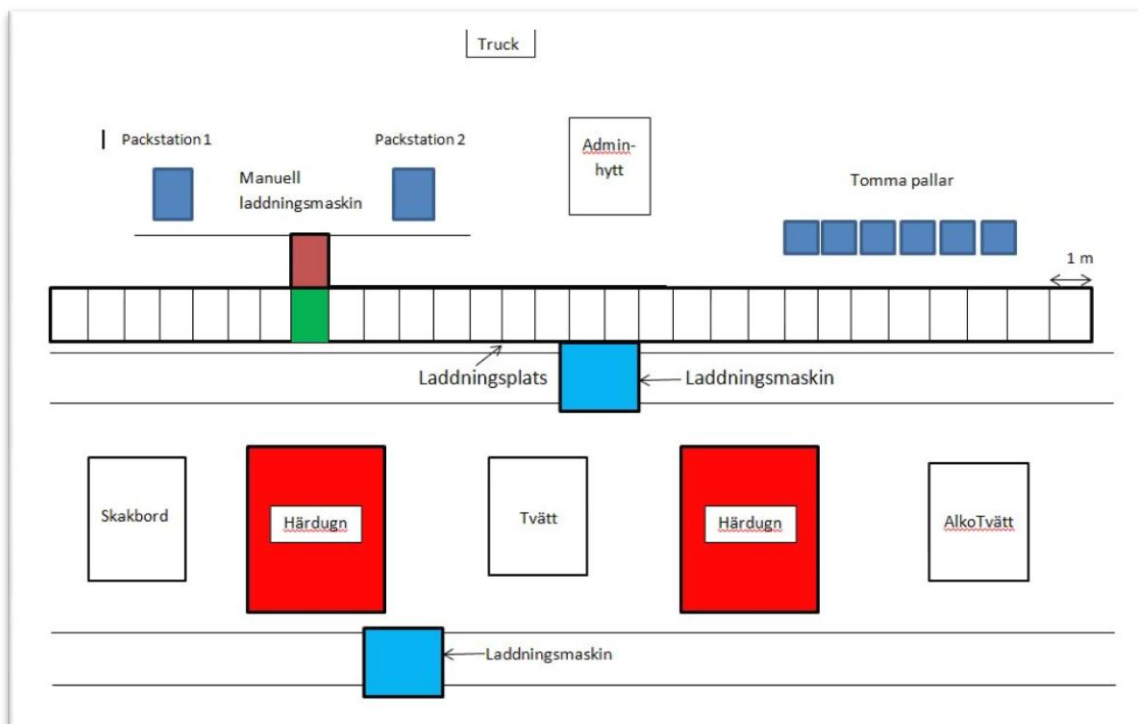 Truck
Packstation 1
Packstation 2
Manuell
laddningsmaskin
Admin-
hytt
Tomma pallar
1 m
Laddningsplats
Laddningsmaskin
Skakbord
Härdugn
Tvätt
Härdugn
AlkoTvätt
Laddningsmaskin